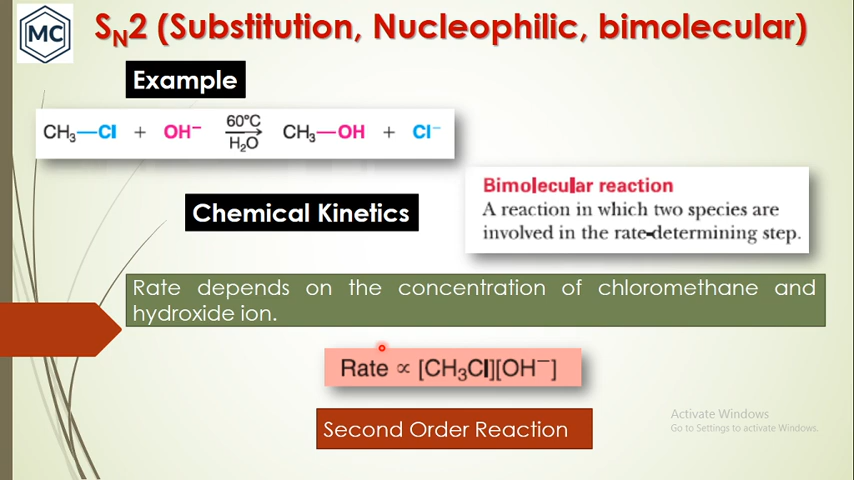 MC
S_N2 (Substitution, Nucleophilic, bimolecular)
Example
CH₃—Cl + OH⁻ 60°C H₂O CH₃—OH + Cl⁻
Bimolecular reaction
A reaction in which two species are
involved in the rate-determining step.
Chemical Kinetics
Rate depends on the concentration of chloromethane and
hydroxide ion.
Rate ∝ [CH₃Cl][OH⁻]
Second Order Reaction
Activate Windows
Go to Settings to activate Windows.